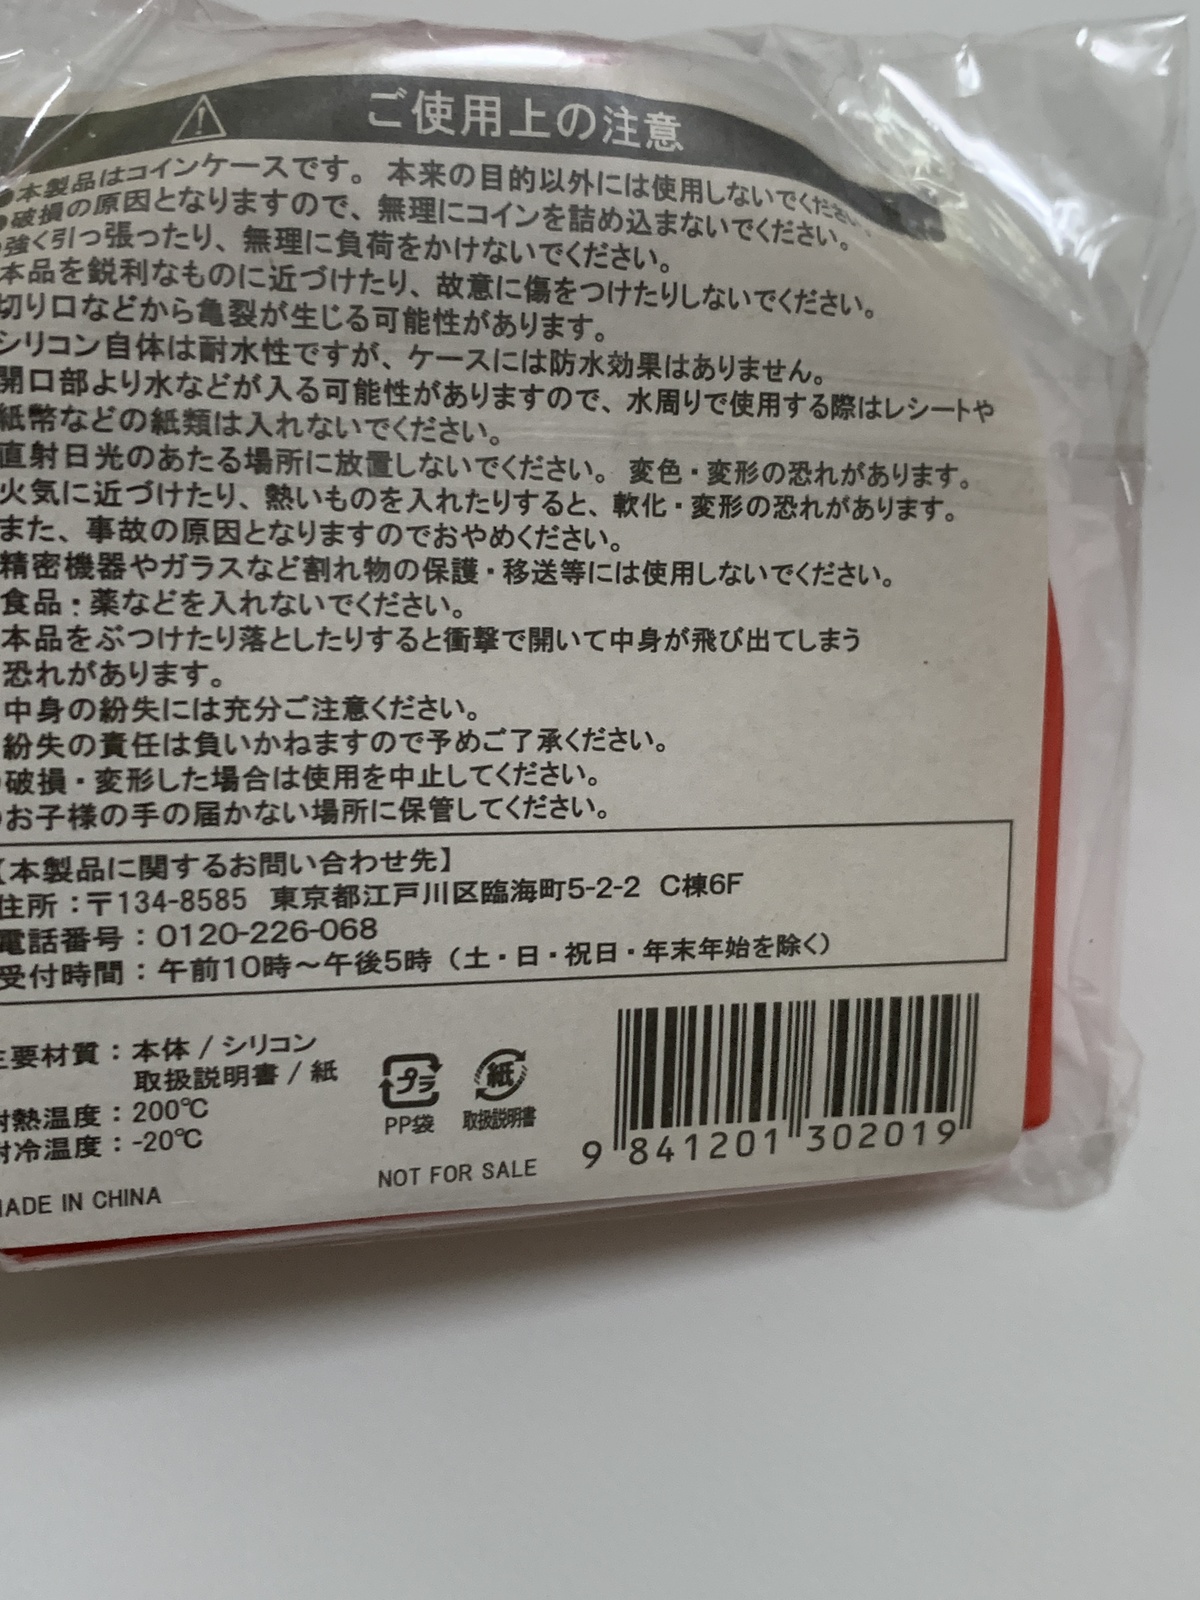 ご使用上の注意
●本製品はコインケースです。 本来の目的以外には使用しないでください。
●破損の原因となりますので、無理にコインを詰め込まないでください。
●強く引っ張ったり、無理に負荷をかけないでください。
本品を鋭利なものに近づけたり、故意に傷をつけたりしないでください。
切り口などから亀裂が生じる可能性があります。
シリコン自体は耐水性ですが、ケースには防水効果はありません。
開口部より水などが入る可能性がありますので、水周りで使用する際はレシートや
紙幣などの紙類は入れないでください。
直射日光のあたる場所に放置しないでください。 変色・変形の恐れがあります。
火気に近づけたり、熱いものを入れたりすると、軟化・変形の恐れがあります。
また、事故の原因となりますのでおやめください。
精密機器やガラスなど割れ物の保護・移送等には使用しないでください。
食品・薬などを入れないでください。
本品をぶつけたり落としたりすると衝撃で開いて中身が飛び出てしまう
恐れがあります。
中身の紛失には充分ご注意ください。
紛失の責任は負いかねますので予めご了承ください。
●破損・変形した場合は使用を中止してください。
●お子様の手の届かない場所に保管してください。
【本製品に関するお問い合わせ先】
住所：〒134-8585 東京都江戸川区臨海町5-2-2 C棟6F
電話番号：0120-226-068
受付時間：午前10時～午後5時（土・日・祝日・年末年始を除く）
主要材質：本体 / シリコン
取扱説明書 / 紙
耐熱温度：200℃
耐冷温度：-20℃
MADE IN CHINA
プラ
PP袋
紙
取扱説明書
NOT FOR SALE
9 841201 302019